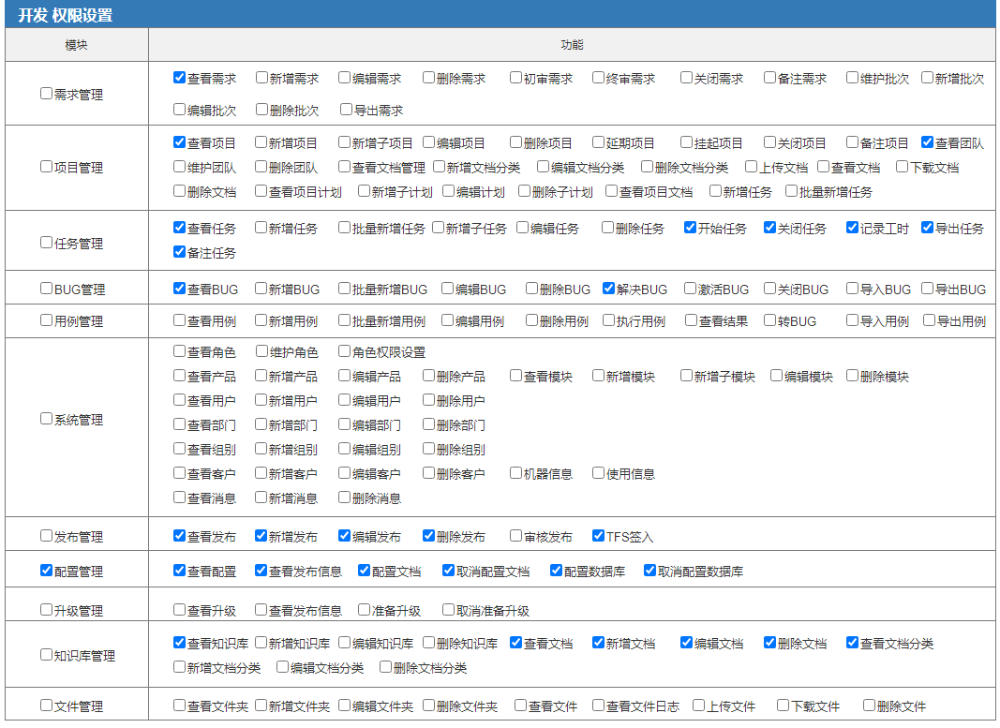 开发 权限设置
模块 功能
需求管理 查看需求 新增需求 编辑需求 删除需求 初审需求 终审需求 关闭需求 备注需求 维护批次 新增批次
编辑批次 删除批次 导出需求
项目管理 查看项目 新增项目 新增子项目 编辑项目 删除项目 延期项目 挂起项目 关闭项目 备注项目 查看团队
维护团队 删除团队 查看文档管理 新增文档分类 编辑文档分类 删除文档分类 上传文档 查看文档 下载文档
删除文档 查看项目计划 新增子计划 编辑计划 删除子计划 查看项目文档 新增任务 批量新增任务
任务管理 查看任务 新增任务 批量新增任务 新增子任务 编辑任务 删除任务 开始任务 关闭任务 记录工时 导出任务
备注任务
BUG管理 查看BUG 新增BUG 批量新增BUG 编辑BUG 删除BUG 解决BUG 激活BUG 关闭BUG 导入BUG 导出BUG
用例管理 查看用例 新增用例 批量新增用例 编辑用例 删除用例 执行用例 查看结果 转BUG 导入用例 导出用例
系统管理 查看角色 维护角色 角色权限设置
查看产品 新增产品 编辑产品 删除产品 查看模块 新增模块 新增子模块 编辑模块 删除模块
查看用户 新增用户 编辑用户 删除用户
查看部门 新增部门 编辑部门 删除部门
查看组别 新增组别 编辑组别 删除组别
查看客户 新增客户 编辑客户 删除客户 机器信息 使用信息
查看消息 新增消息 删除消息
发布管理 查看发布 新增发布 编辑发布 删除发布 审核发布 TFS签入
配置管理 查看配置 查看发布信息 配置文档 取消配置文档 配置数据库 取消配置数据库
升级管理 查看升级 查看发布信息 准备升级 取消准备升级
知识库管理 查看知识库 新增知识库 编辑知识库 删除知识库 查看文档 新增文档 编辑文档 删除文档 查看文档分类
新增文档分类 编辑文档分类 删除文档分类
文件管理 查看文件夹 新增文件夹 编辑文件夹 删除文件夹 查看文件 查看文件日志 上传文件 下载文件 删除文件